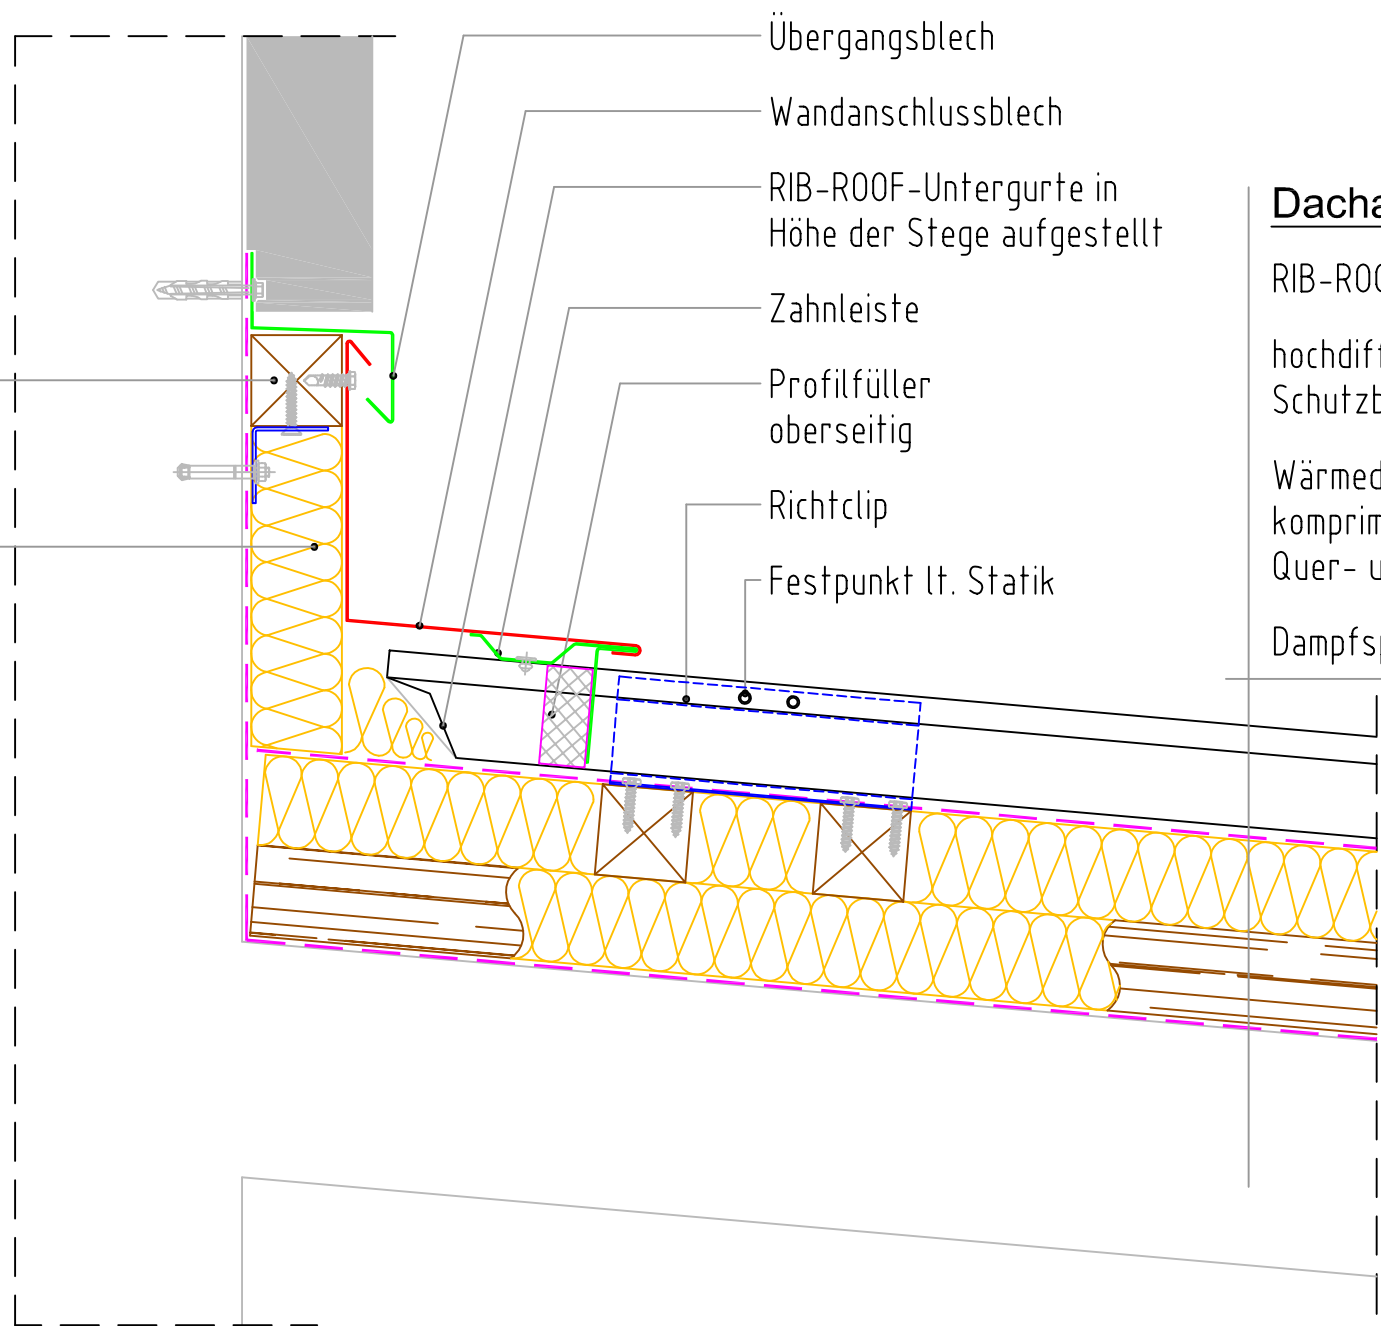 Übergangsblech
Wandanschlussblech
RIB-ROOF-Untergurte in
Höhe der Stege aufgestellt
Zahnleiste
Profilfüller
oberseitig
Richtclip
Festpunkt lt. Statik